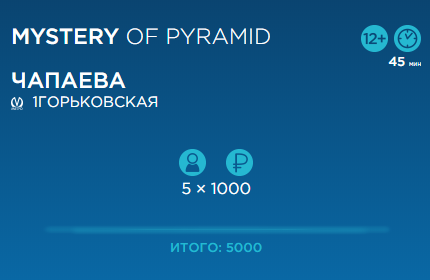 MYSTERY OF PYRAMID
12+
45 мин
ЧАПАЕВА
1ГОРЬКОВСКАЯ
5 × 1000
ИТОГО: 5000